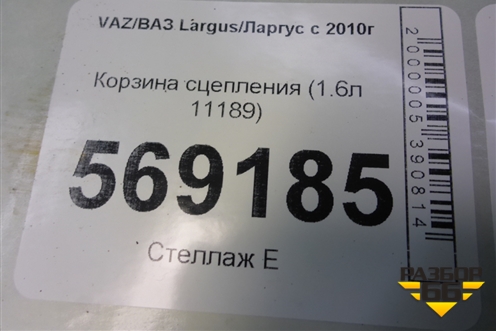 VAZ/ВАЗ Largus/Ларгус с 2010г
Корзина сцепления (1.6л
11189)
569185
Стеллаж Е
2000005390814
РАЗБОР
66